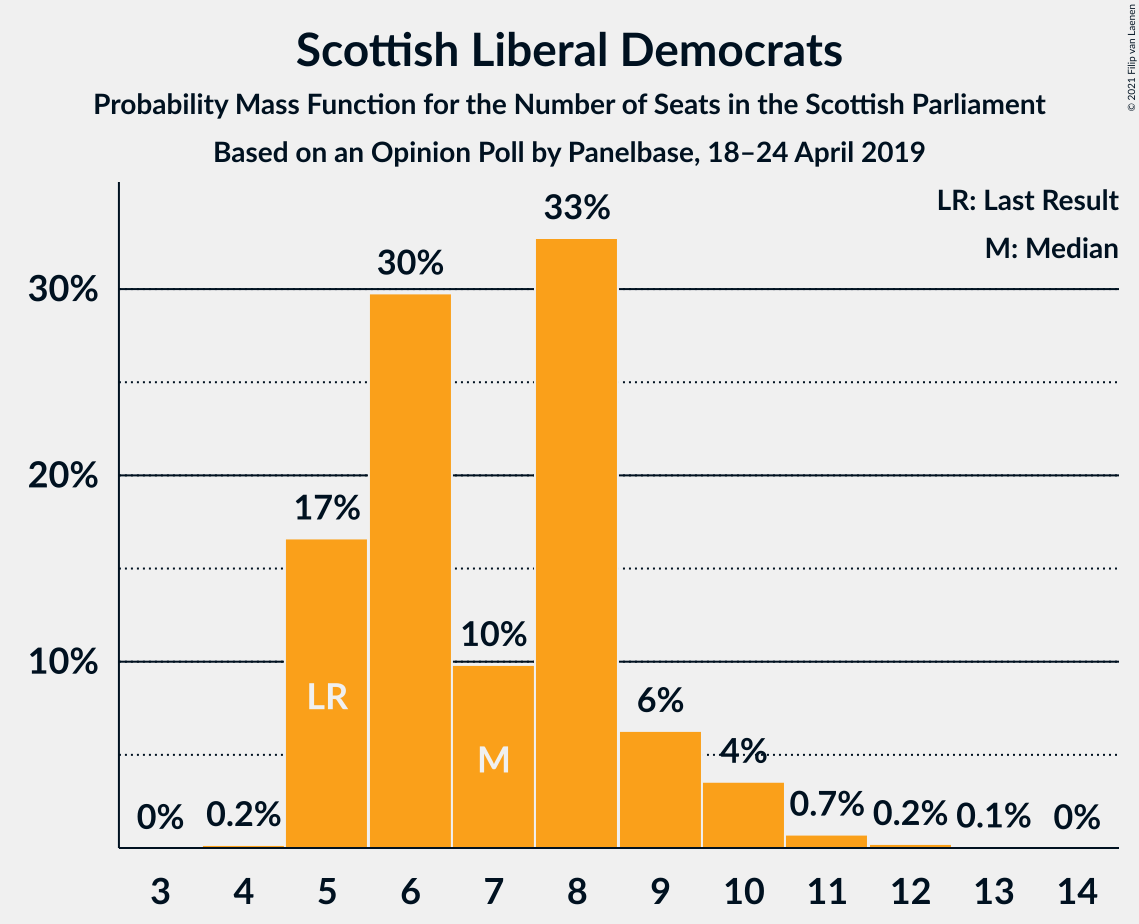 Scottish Liberal Democrats
Probability Mass Function for the Number of Seats in the Scottish Parliament
Based on an Opinion Poll by Panelbase, 18–24 April 2019
© 2021 Filip van Laenen
LR: Last Result
M: Median
30%
20%
10%
0%
0.2%
17%
30%
10%
33%
6%
4%
0.7%
0.2%
0.1%
0%
LR
M
3 4 5 6 7 8 9 10 11 12 13 14